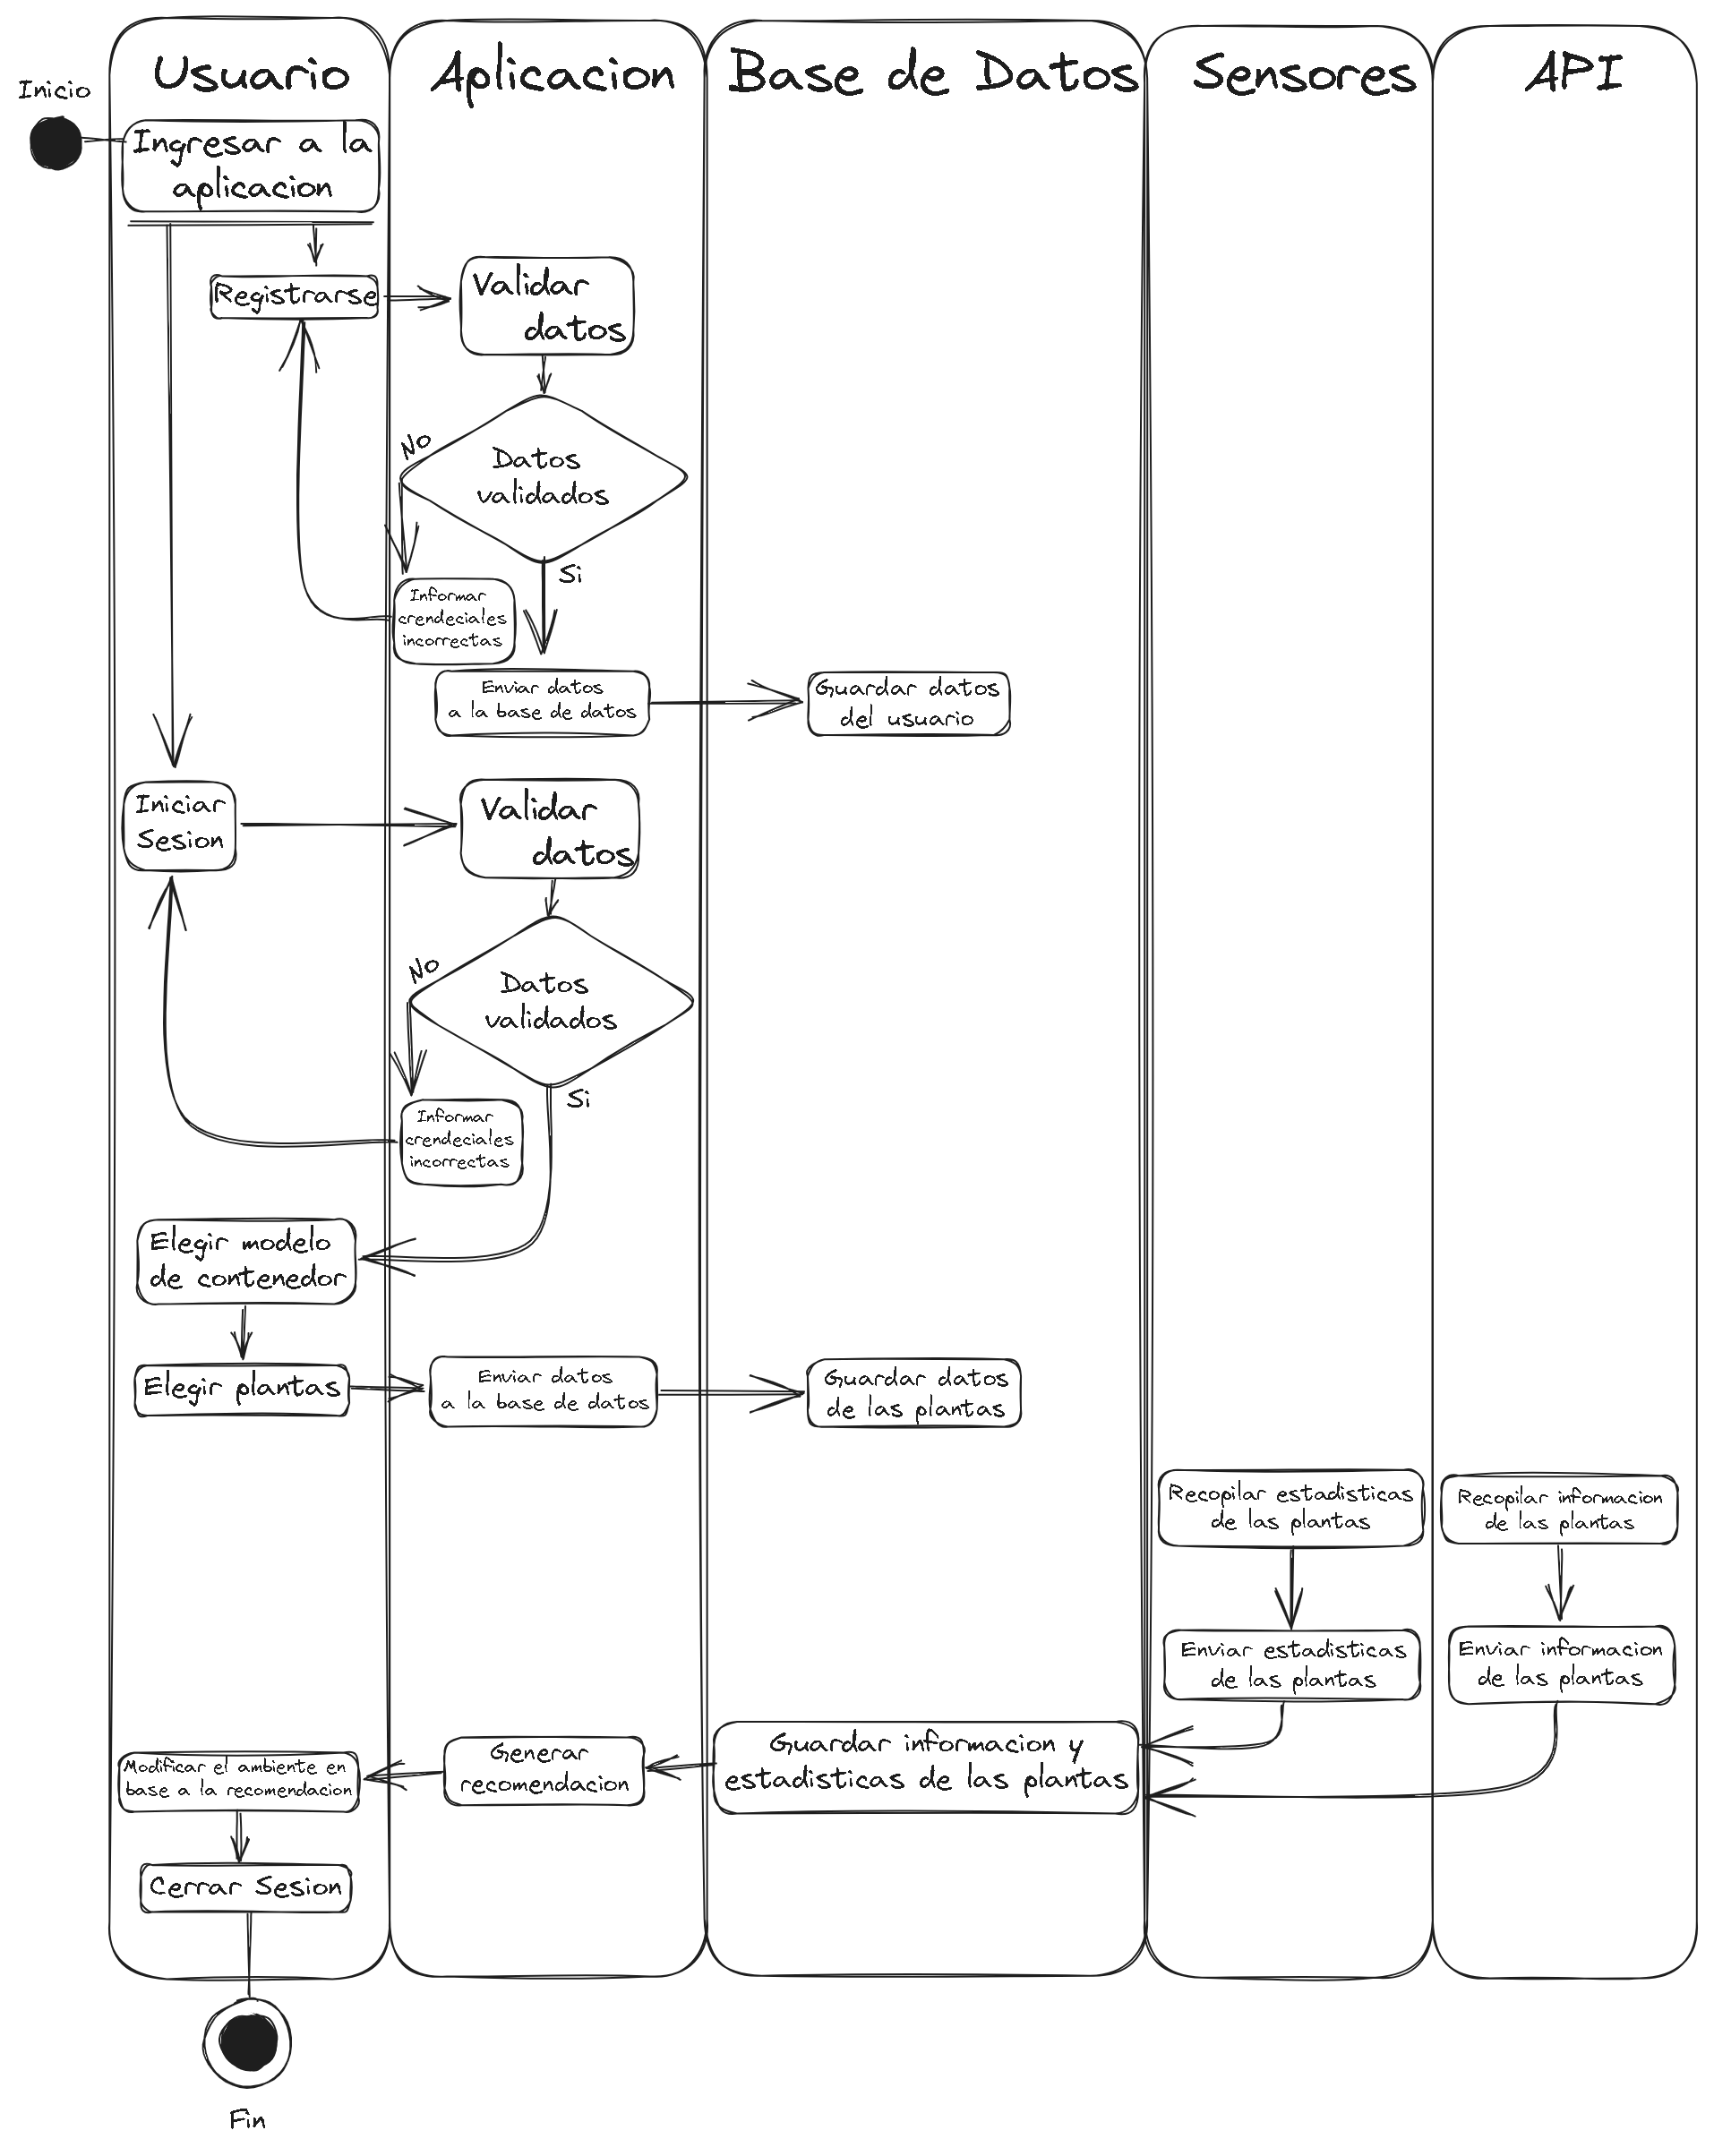 Inicio
Usuario
Aplicacion
Base de Datos
Sensores
API
Ingresar a la
aplicacion
Registrarse
Validar
datos
No
Datos
validados
Si
Informar
crendeciales
incorrectas
Enviar datos
a la base de datos
Guardar datos
del usuario
Iniciar
Sesion
Validar
datos
No
Datos
validados
Si
Informar
crendeciales
incorrectas
Elegir modelo
de contenedor
Elegir plantas
Enviar datos
a la base de datos
Guardar datos
de las plantas
Recopilar estadisticas
de las plantas
Recopilar informacion
de las plantas
Enviar estadisticas
de las plantas
Enviar informacion
de las plantas
Guardar informacion y
estadisticas de las plantas
Generar
recomendacion
Modificar el ambiente en
base a la recomendacion
Cerrar Sesion
Fin